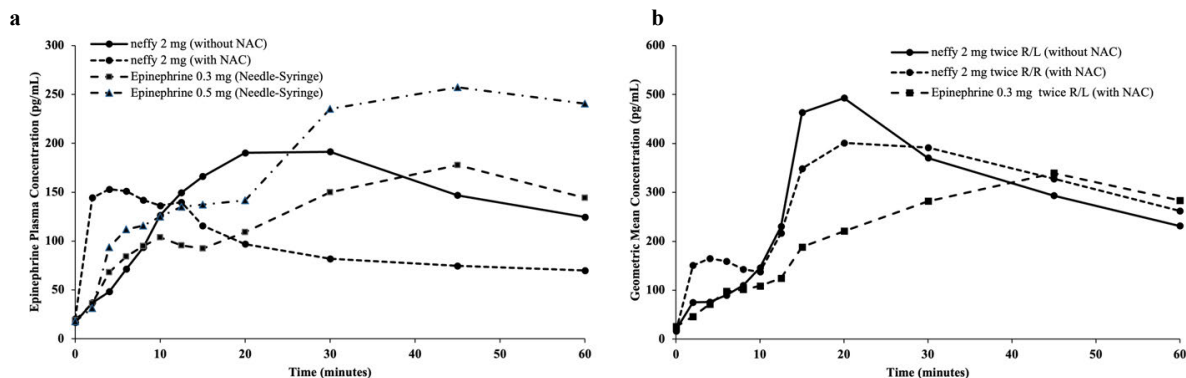 a
neffy 2 mg (without NAC)
neffy 2 mg (with NAC)
Epinephrine 0.3 mg (Needle-Syringe)
Epinephrine 0.5 mg (Needle-Syringe)
Epinephrine Plasma Concentration (pg/mL)
350
300
250
200
150
100
50
0
0
10
20
30
40
50
60
Time (minutes)
b
neffy 2 mg twice R/L (without NAC)
neffy 2 mg twice R/R (with NAC)
Epinephrine 0.3 mg twice R/L (with NAC)
Geometric Mean Concentration (pg/mL)
600
500
400
300
200
100
0
0
10
20
30
40
50
60
Time (minutes)